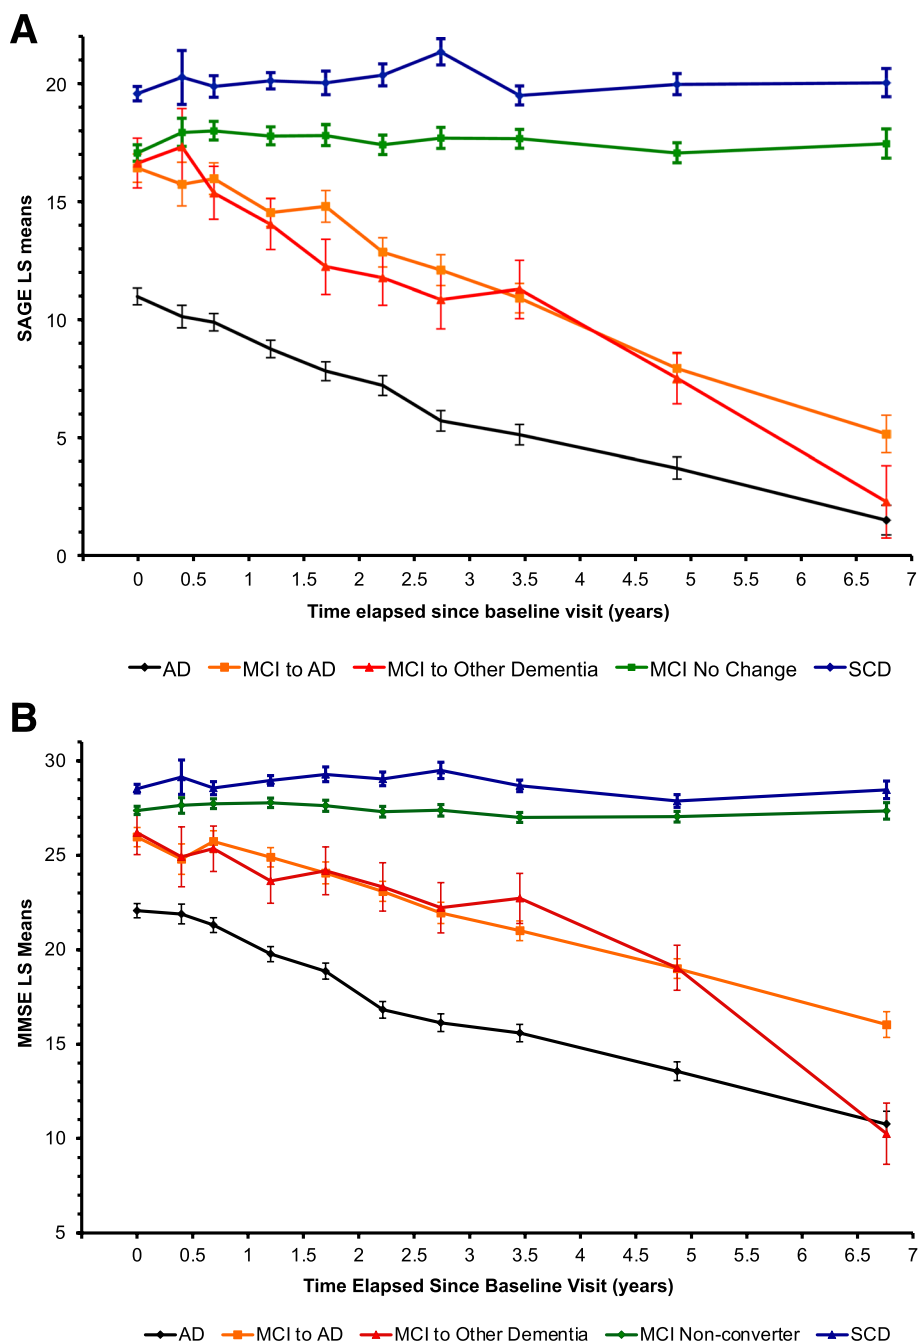 A
20
15
10
5
0
SAGE LS means
0 0.5 1 1.5 2 2.5 3 3.5 4 4.5 5 5.5 6 6.5 7
Time elapsed since baseline visit (years)
AD MCI to AD MCI to Other Dementia MCI No Change SCD
B
30
25
20
15
10
5
MMSE LS Means
0 0.5 1 1.5 2 2.5 3 3.5 4 4.5 5 5.5 6 6.5 7
Time Elapsed Since Baseline Visit (years)
AD MCI to AD MCI to Other Dementia MCI Non-converter SCD